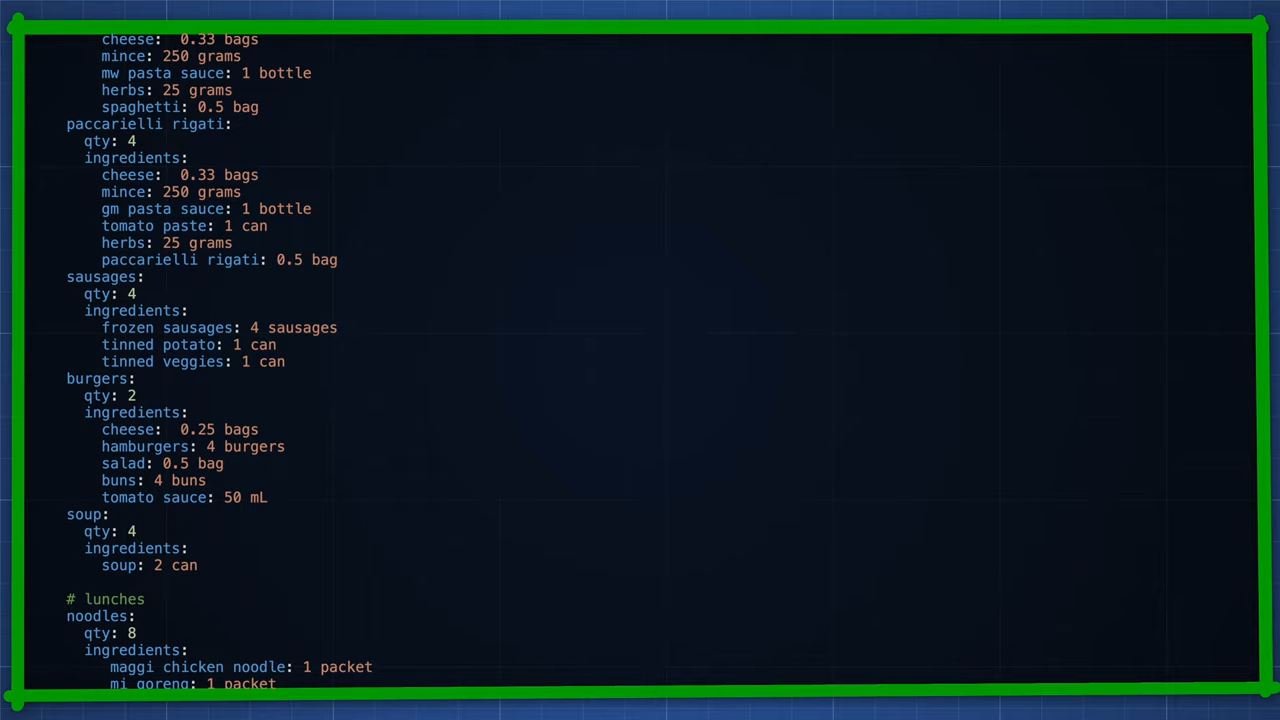 cheese:  0.33 bags
mince: 250 grams
mw pasta sauce: 1 bottle
herbs: 25 grams
spaghetti: 0.5 bag
paccarielli rigati:
qty: 4
ingredients:
cheese:  0.33 bags
mince: 250 grams
gm pasta sauce: 1 bottle
tomato paste: 1 can
herbs: 25 grams
paccarielli rigati: 0.5 bag
sausages:
qty: 4
ingredients:
frozen sausages: 4 sausages
tinned potato: 1 can
tinned veggies: 1 can
burgers:
qty: 2
ingredients:
cheese:  0.25 bags
hamburgers: 4 burgers
salad: 0.5 bag
buns: 4 buns
tomato sauce: 50 mL
soup:
qty: 4
ingredients:
soup: 2 can
# lunches
noodles:
qty: 8
ingredients:
maggi chicken noodle: 1 packet
mi goreng: 1 packet